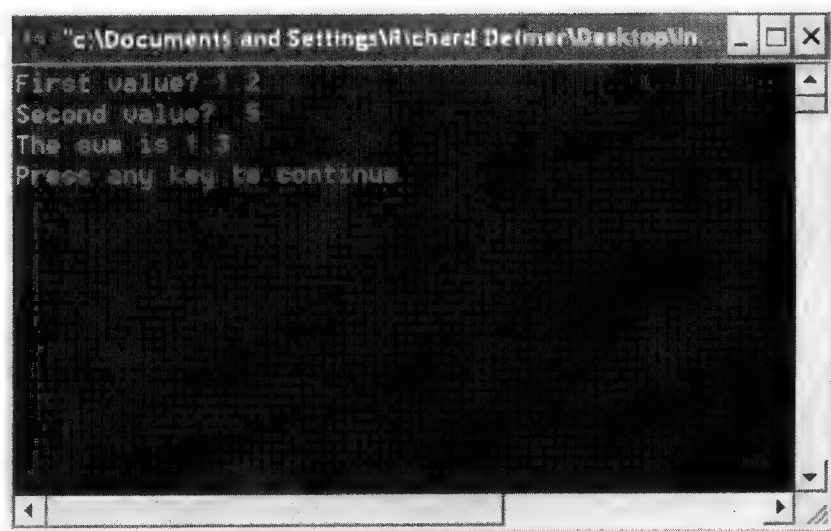 "c:\Documents and Settings\Richard Detmer\Desktop\In
First value? 1.2
Second value? .5
The sum is 1.3
Press any key to continue